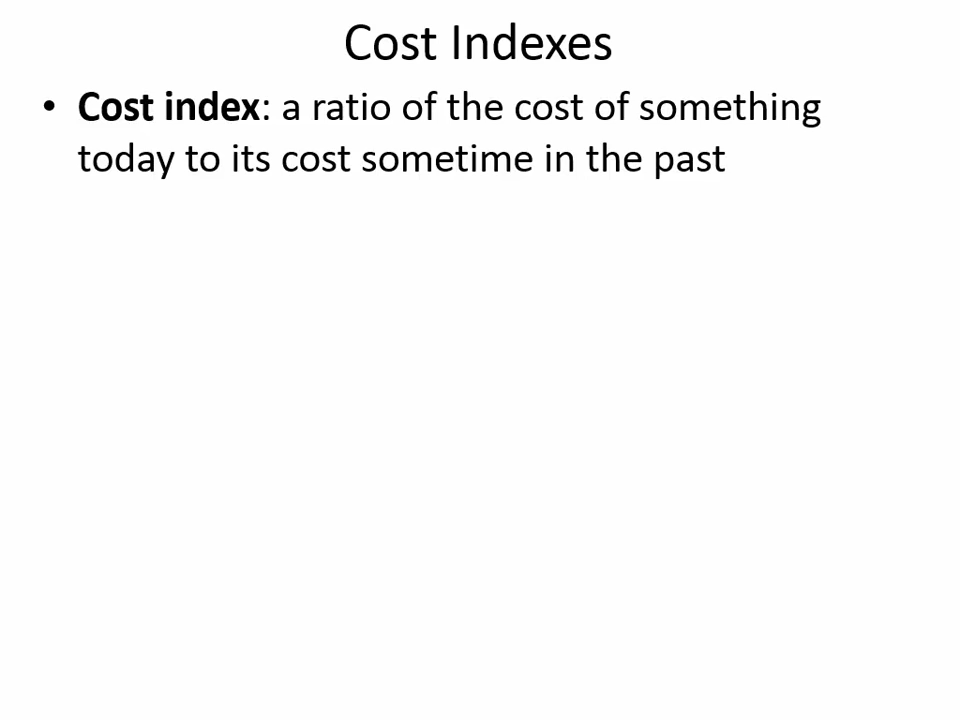 Cost Indexes
• Cost index: a ratio of the cost of something
today to its cost sometime in the past